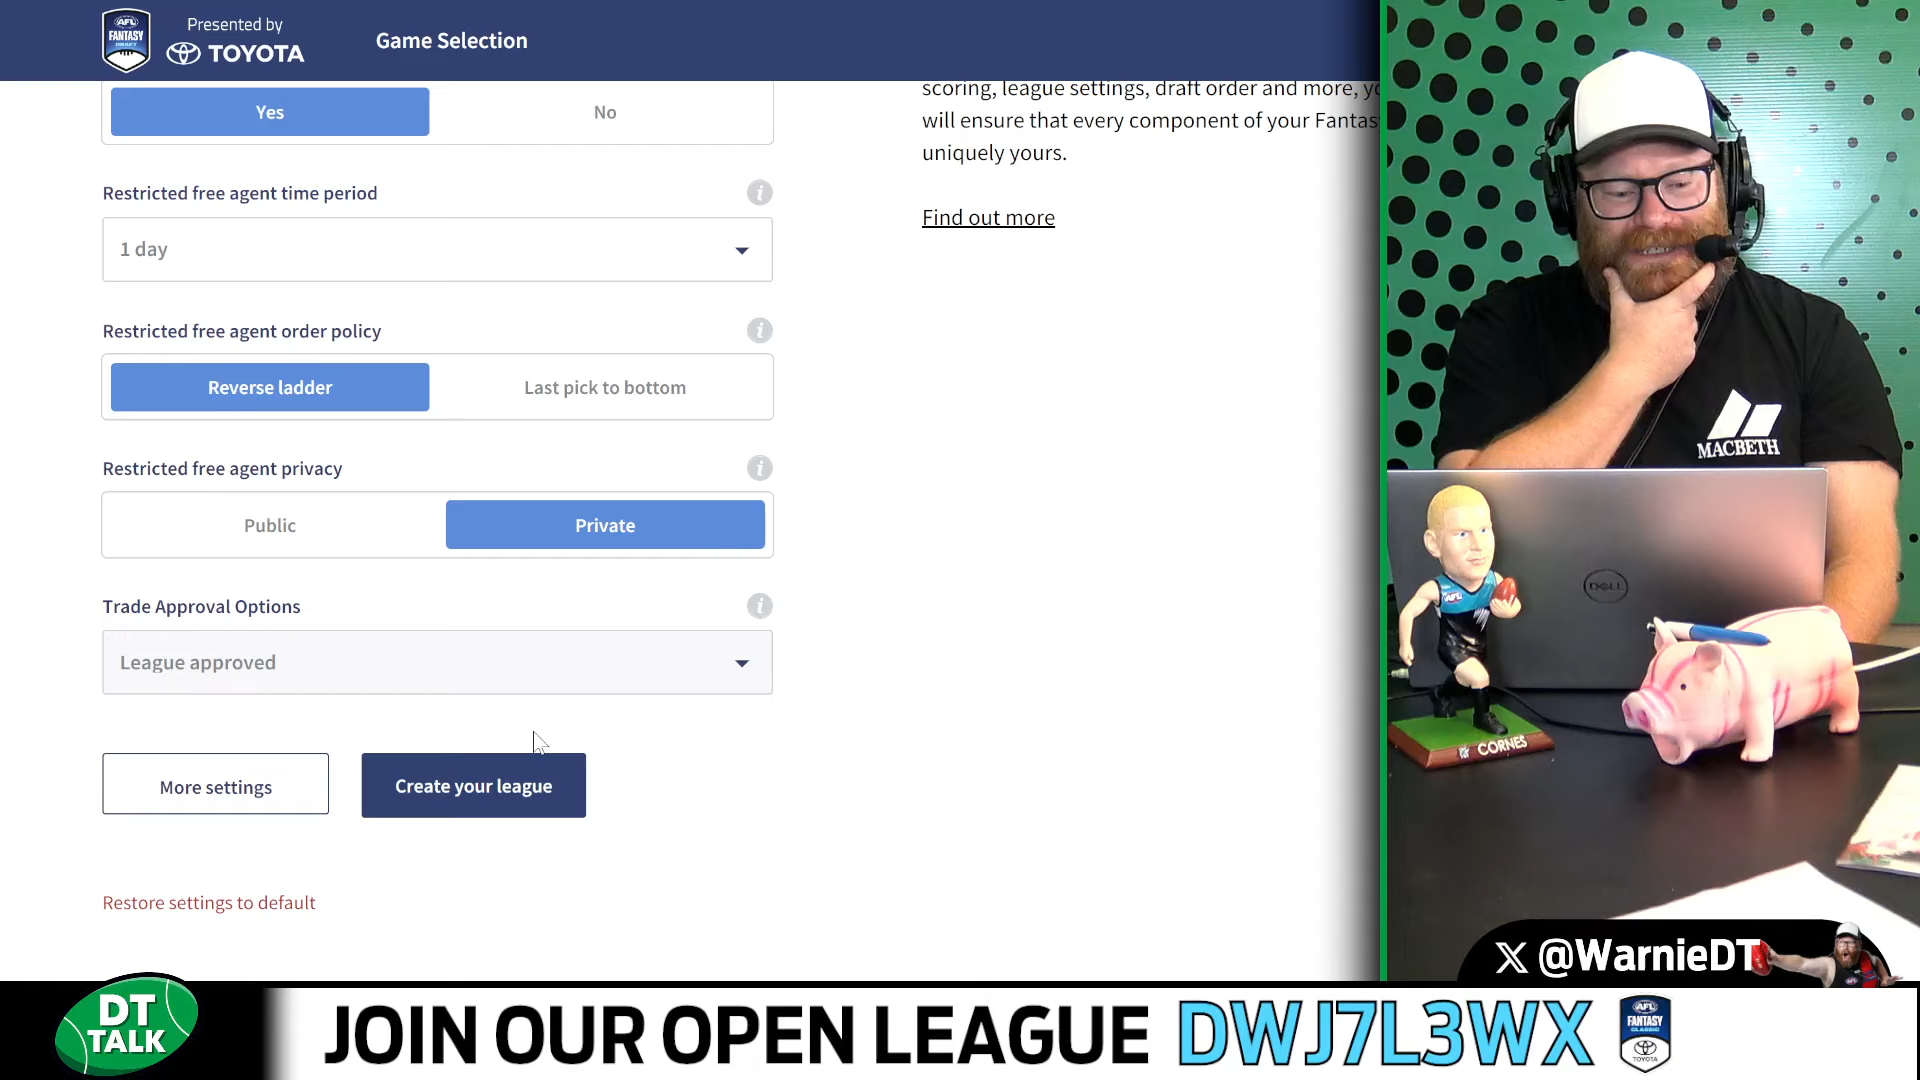 AFL
FANTASY
DRAFT
Presented by
TOYOTA
Game Selection
Yes
No
Restricted free agent time period
i
1 day
Restricted free agent order policy
i
Reverse ladder
Last pick to bottom
Restricted free agent privacy
i
Public
Private
Trade Approval Options
i
League approved
More settings
Create your league
Restore settings to default
scoring, league settings, draft order and more, yo
will ensure that every component of your Fantas
uniquely yours.
Find out more
MACBETH
DELL
AFL
CORNES
X @WarnieDT
DT
TALK
JOIN OUR OPEN LEAGUE DWJ7L3WX
AFL
FANTASY
CLASSIC
TOYOTA